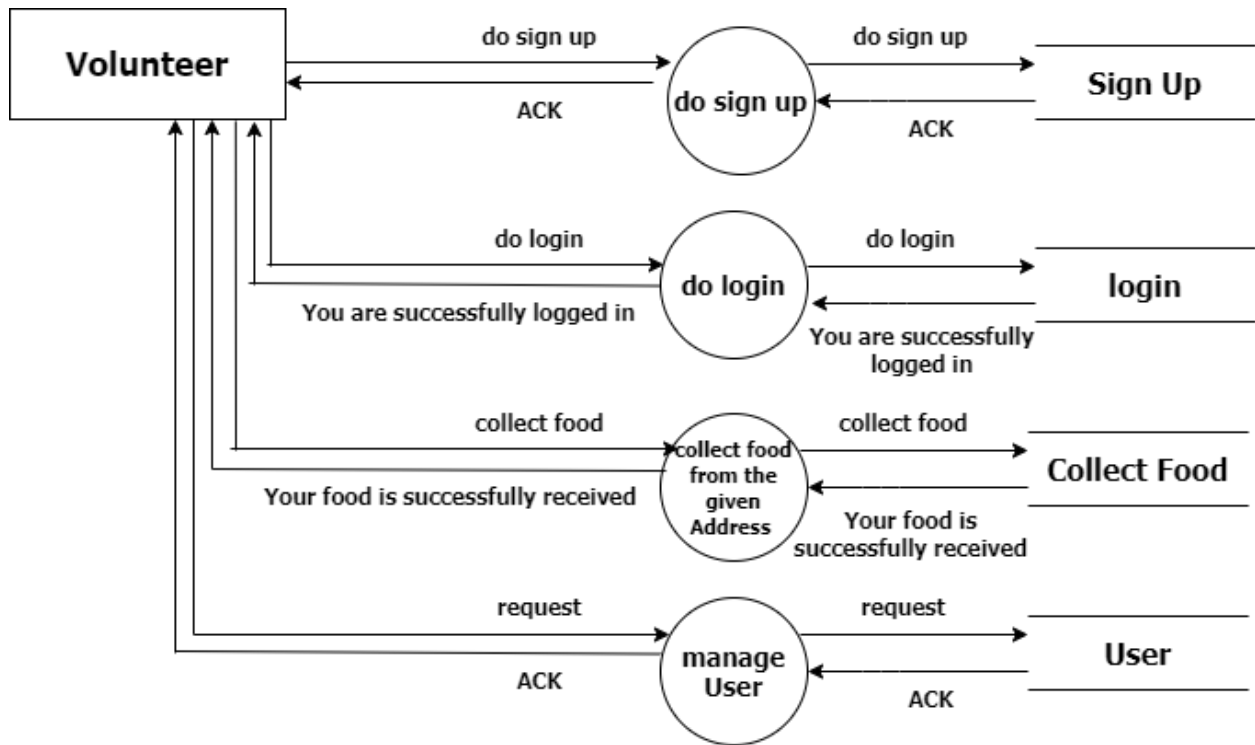 Volunteer
do sign up
ACK
do sign up
do sign up
ACK
Sign Up
do login
You are successfully logged in
do login
do login
You are successfully
logged in
login
collect food
Your food is successfully received
collect food
from the
given
Address
collect food
Your food is
successfully received
Collect Food
request
ACK
manage
User
request
ACK
User